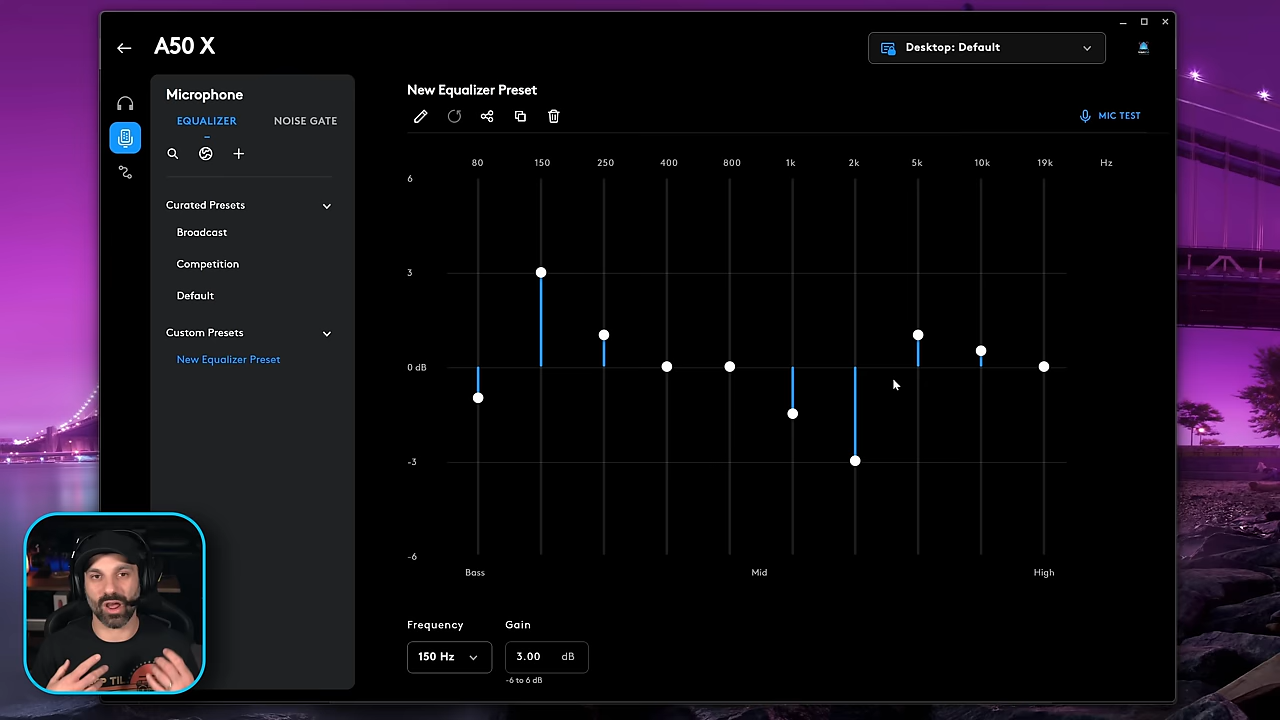 A50 X
Desktop: Default
Microphone
EQUALIZER
NOISE GATE
Curated Presets
Broadcast
Competition
Default
Custom Presets
New Equalizer Preset
New Equalizer Preset
MIC TEST
80 150 250 400 800 1k 2k 5k 10k 19k Hz
6
3
0 dB
-3
-6
Bass Mid High
Frequency Gain
150 Hz 3.00 dB
-6 to 6 dB